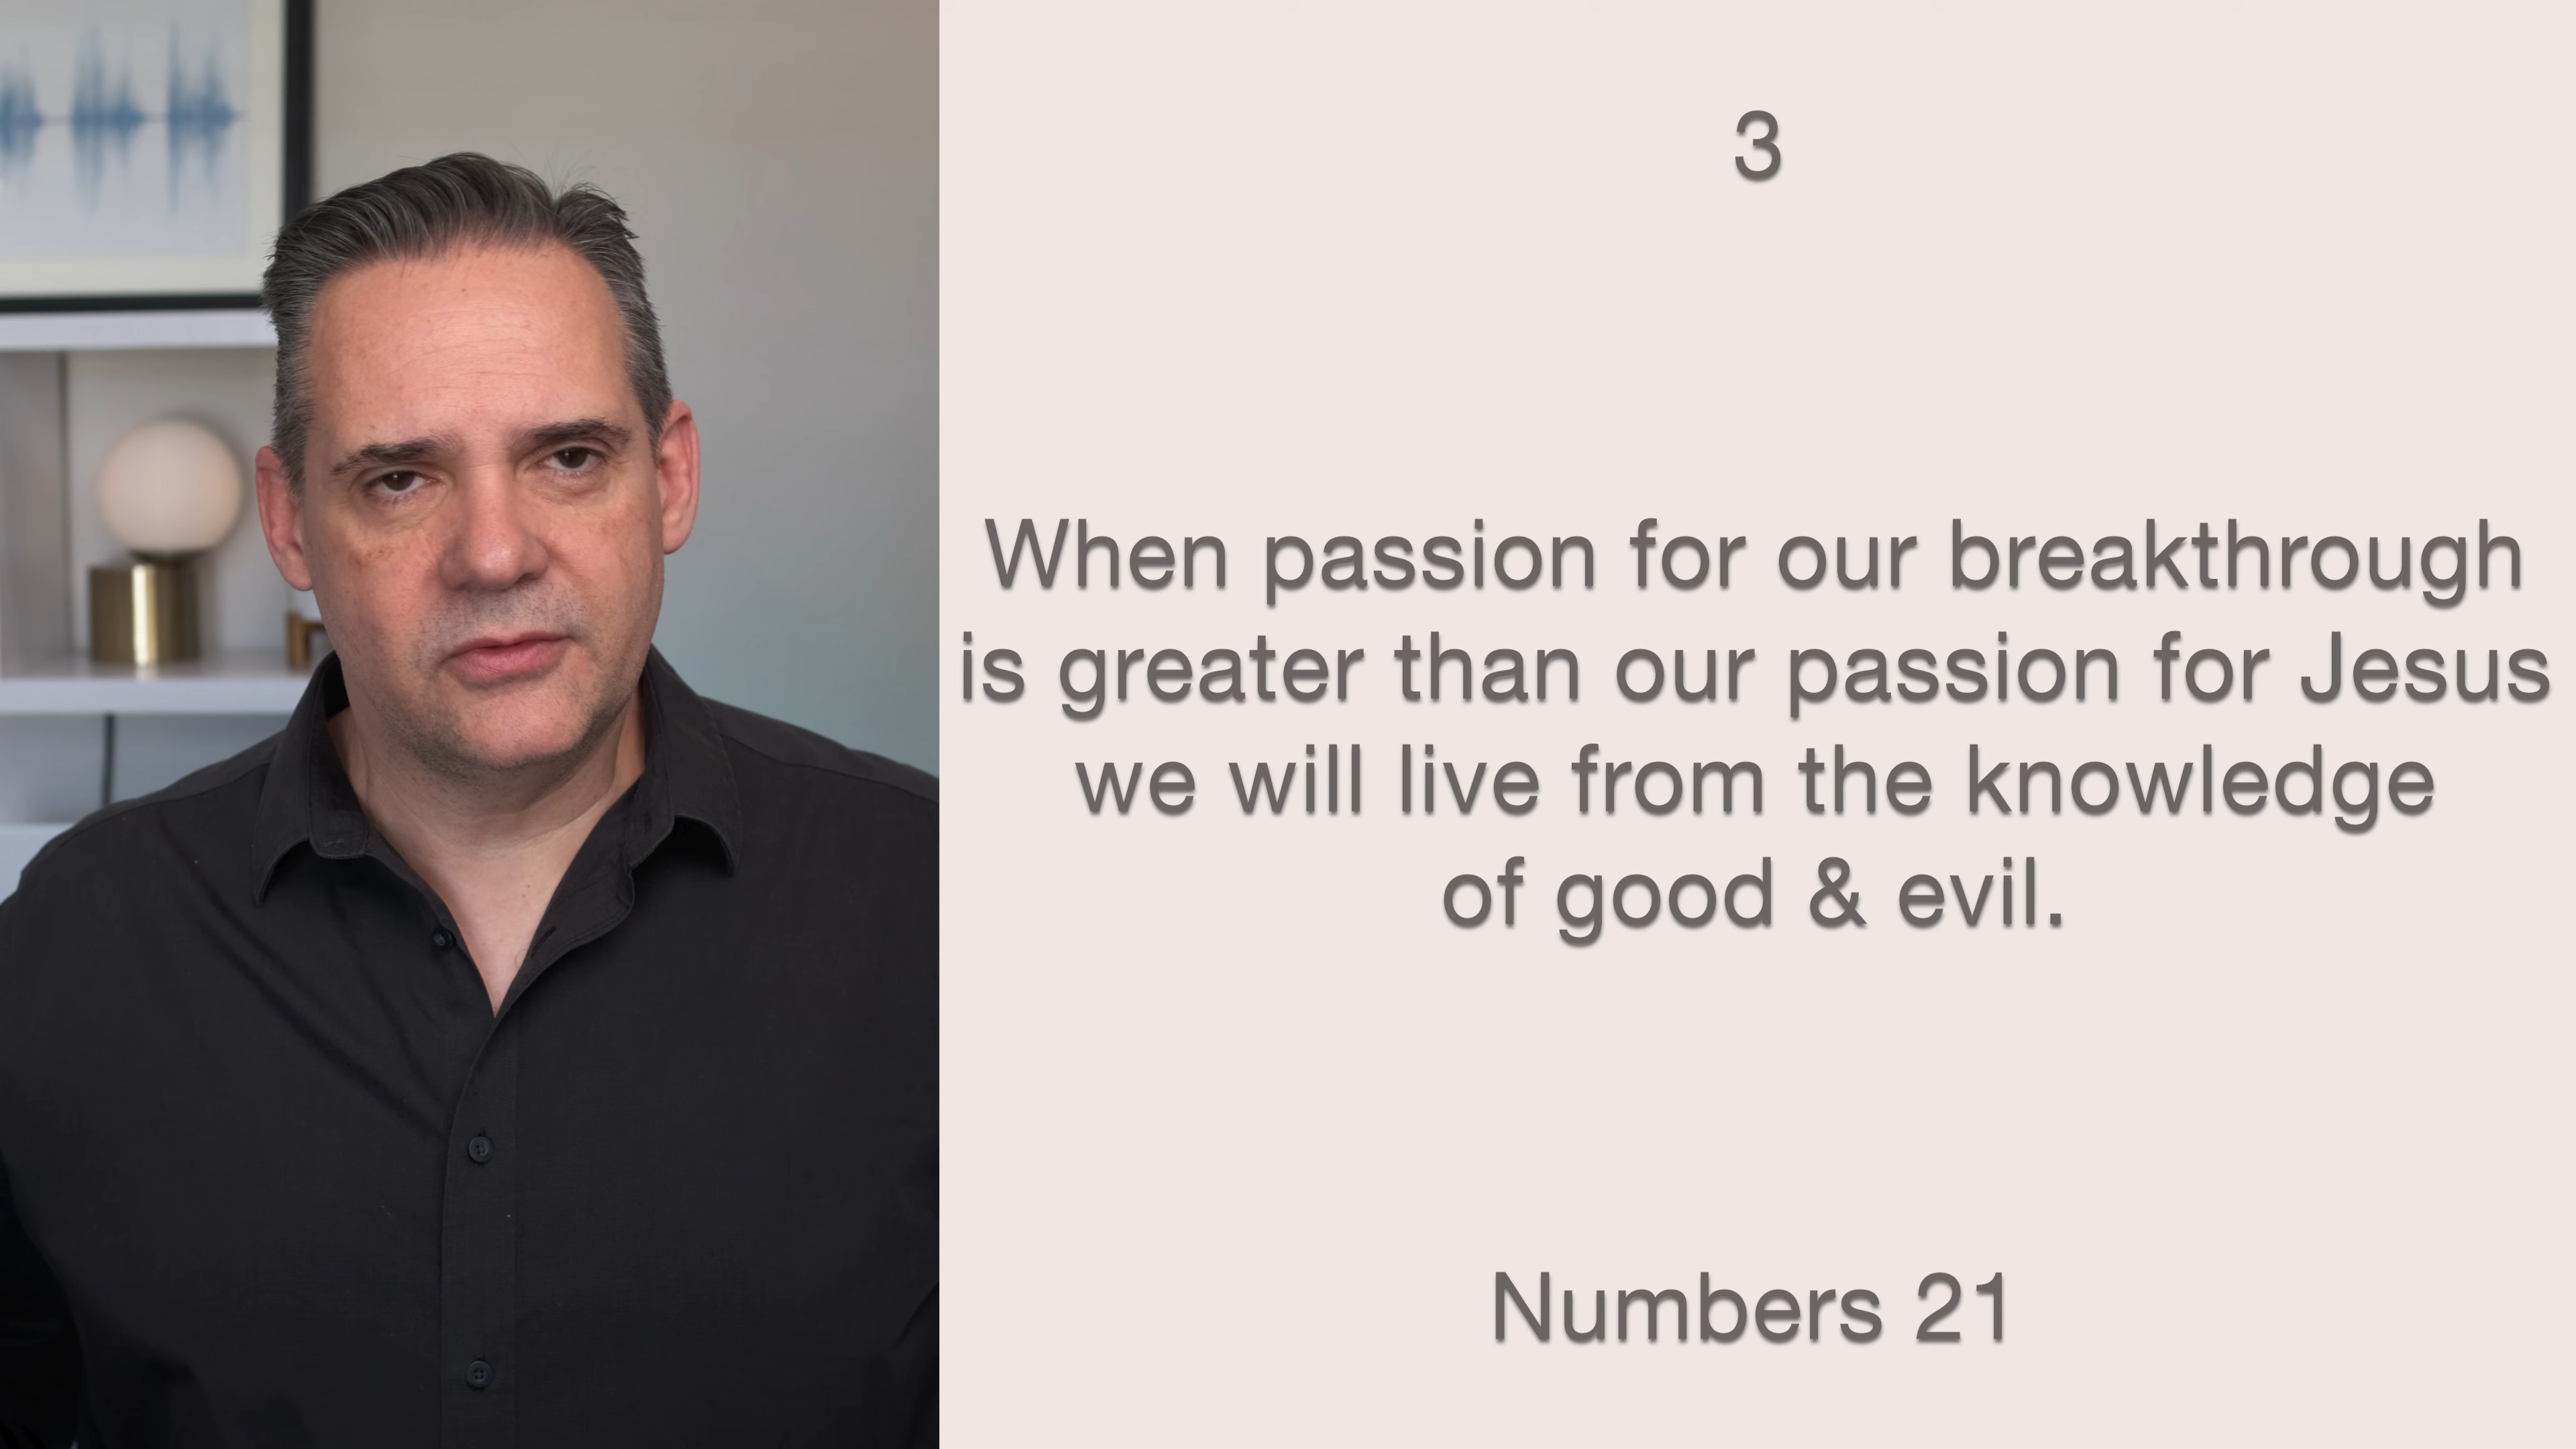 3
When passion for our breakthrough
is greater than our passion for Jesus
we will live from the knowledge
of good & evil.
Numbers 21